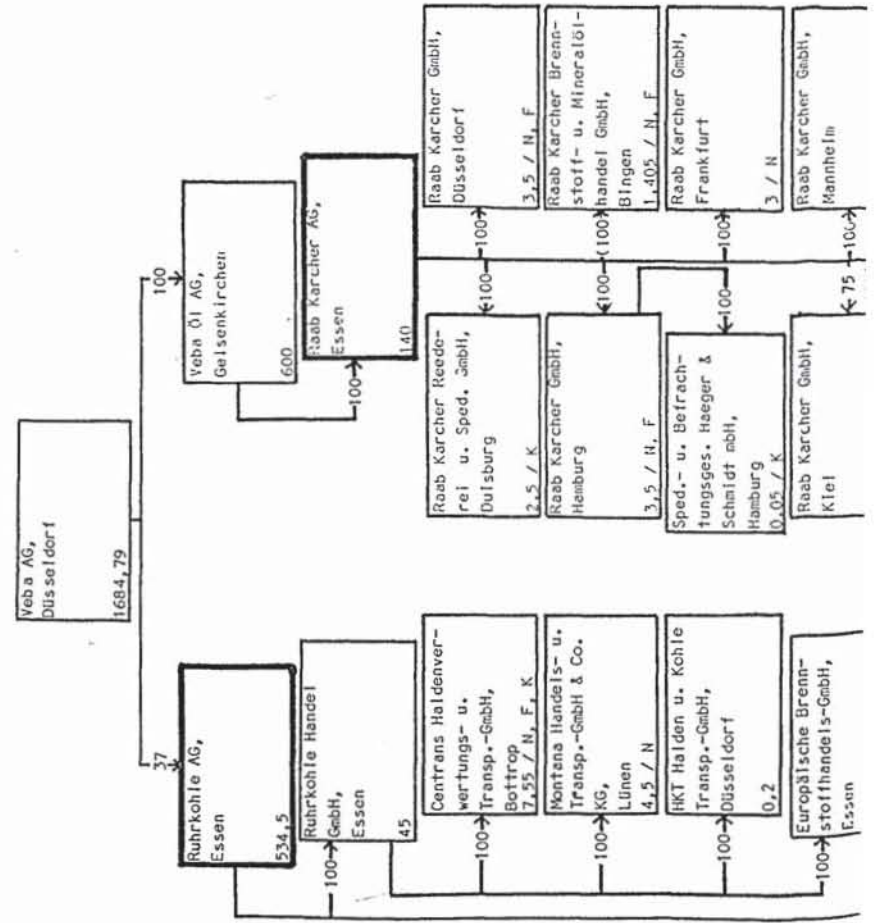 Veba AG,
Düsseldorf
1684,79
37
100
Ruhrkohle AG,
Essen
534,5
Veba Öl AG,
Gelsenkirchen
600
100
Ruhrkohle Handel
GmbH,
Essen
45
100
Raab Karcher AG,
Essen
140
100
Centrans Haldenver-
wertungs- u.
Transp.-GmbH,
Bottrop
7,55 / N, F, K
100
Raab Karcher Reede-
rei u. Sped. GmbH,
Duisburg
2,5 / K
100
Raab Karcher GmbH,
Düsseldorf
3,5 / N, F
100
Montana Handels- u.
Transp.-GmbH & Co.
KG,
Lünen
4,5 / N
100
Raab Karcher GmbH,
Hamburg
3,5 / N, F
(100
Raab Karcher Brenn-
stoff- u. Mineralöl-
handel GmbH,
Bingen
1,405 / N, F
100
HKT Halden u. Kohle
Transp.-GmbH,
Düsseldorf
0,2
100
Sped.- u. Befrach-
tungsges. Haeger &
Schmidt mbH,
Hamburg
0,05 / K
100
Raab Karcher GmbH,
Frankfurt
3 / N
100
Europäische Brenn-
stoffhandels-GmbH,
Essen
75
Raab Karcher GmbH,
Kiel
100
Raab Karcher GmbH,
Mannheim